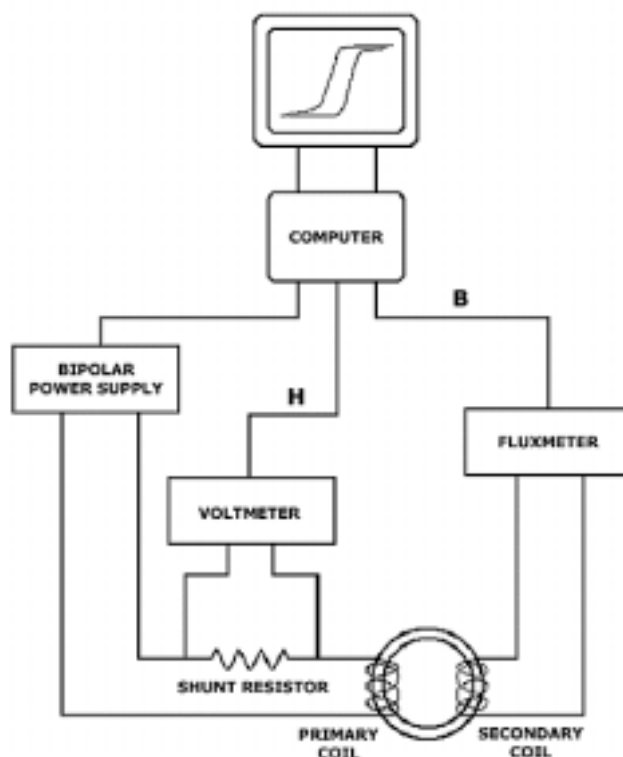 COMPUTER
B
BIPOLAR
POWER SUPPLY
H
FLUXMETER
VOLTMETER
SHUNT RESISTOR
PRIMARY
COIL
SECONDARY
COIL